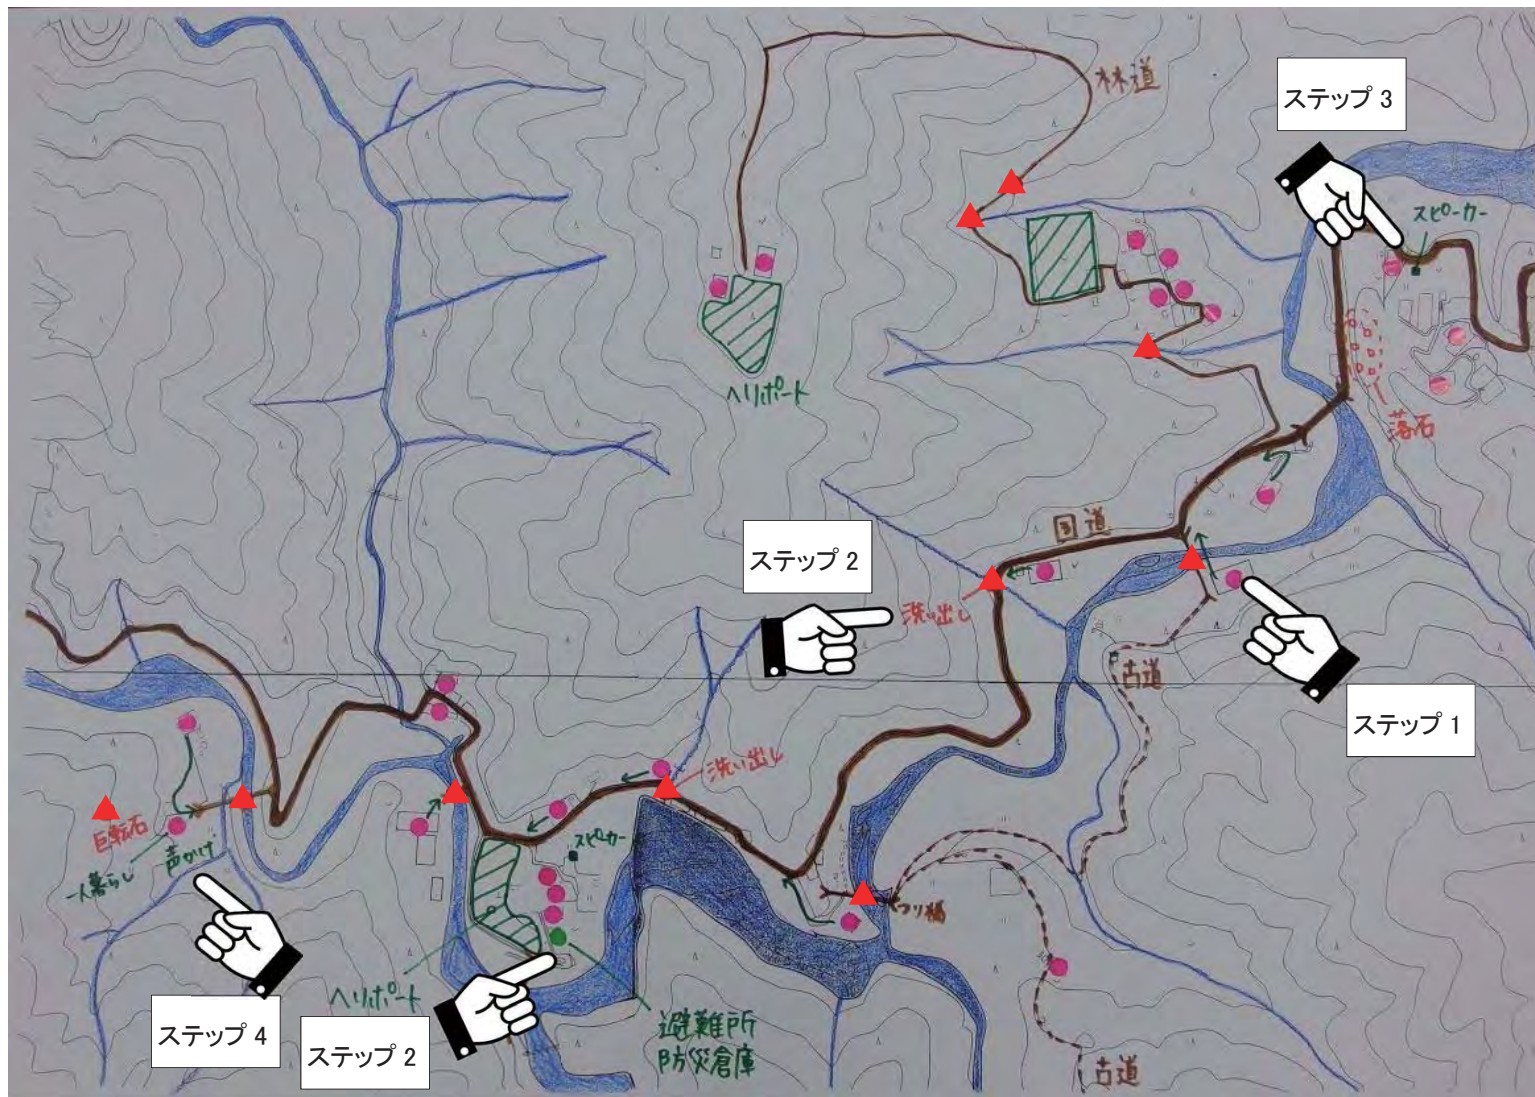 林道
ステップ 3
スピーカー
ヘリポート
落石
国道
ステップ 2
洗い出し
古道
ステップ 1
洗い出し
巨転石
声かけ
一人暮らし
スピーカー
つり橋
ヘリポート
避難所
防災倉庫
ステップ 4
ステップ 2
古道